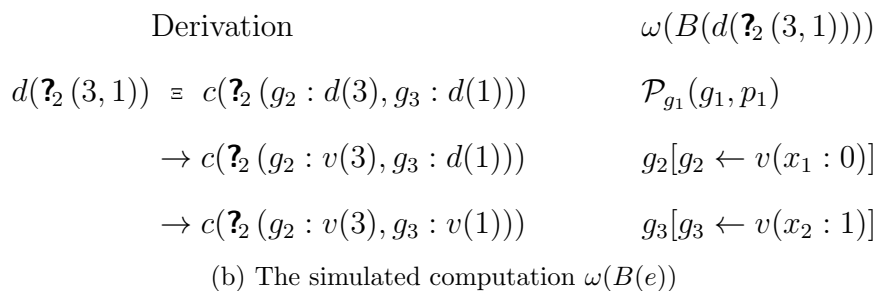 Derivation ω(B(d(?₂ (3, 1))))
d(?₂ (3, 1)) Ξ c(?₂ (g₂ : d(3), g₃ : d(1))) 𝒫_{g₁}(g₁, p₁)
→ c(?₂ (g₂ : v(3), g₃ : d(1))) g₂[g₂ ← v(x₁ : 0)]
→ c(?₂ (g₂ : v(3), g₃ : v(1))) g₃[g₃ ← v(x₂ : 1)]
(b) The simulated computation ω(B(e))